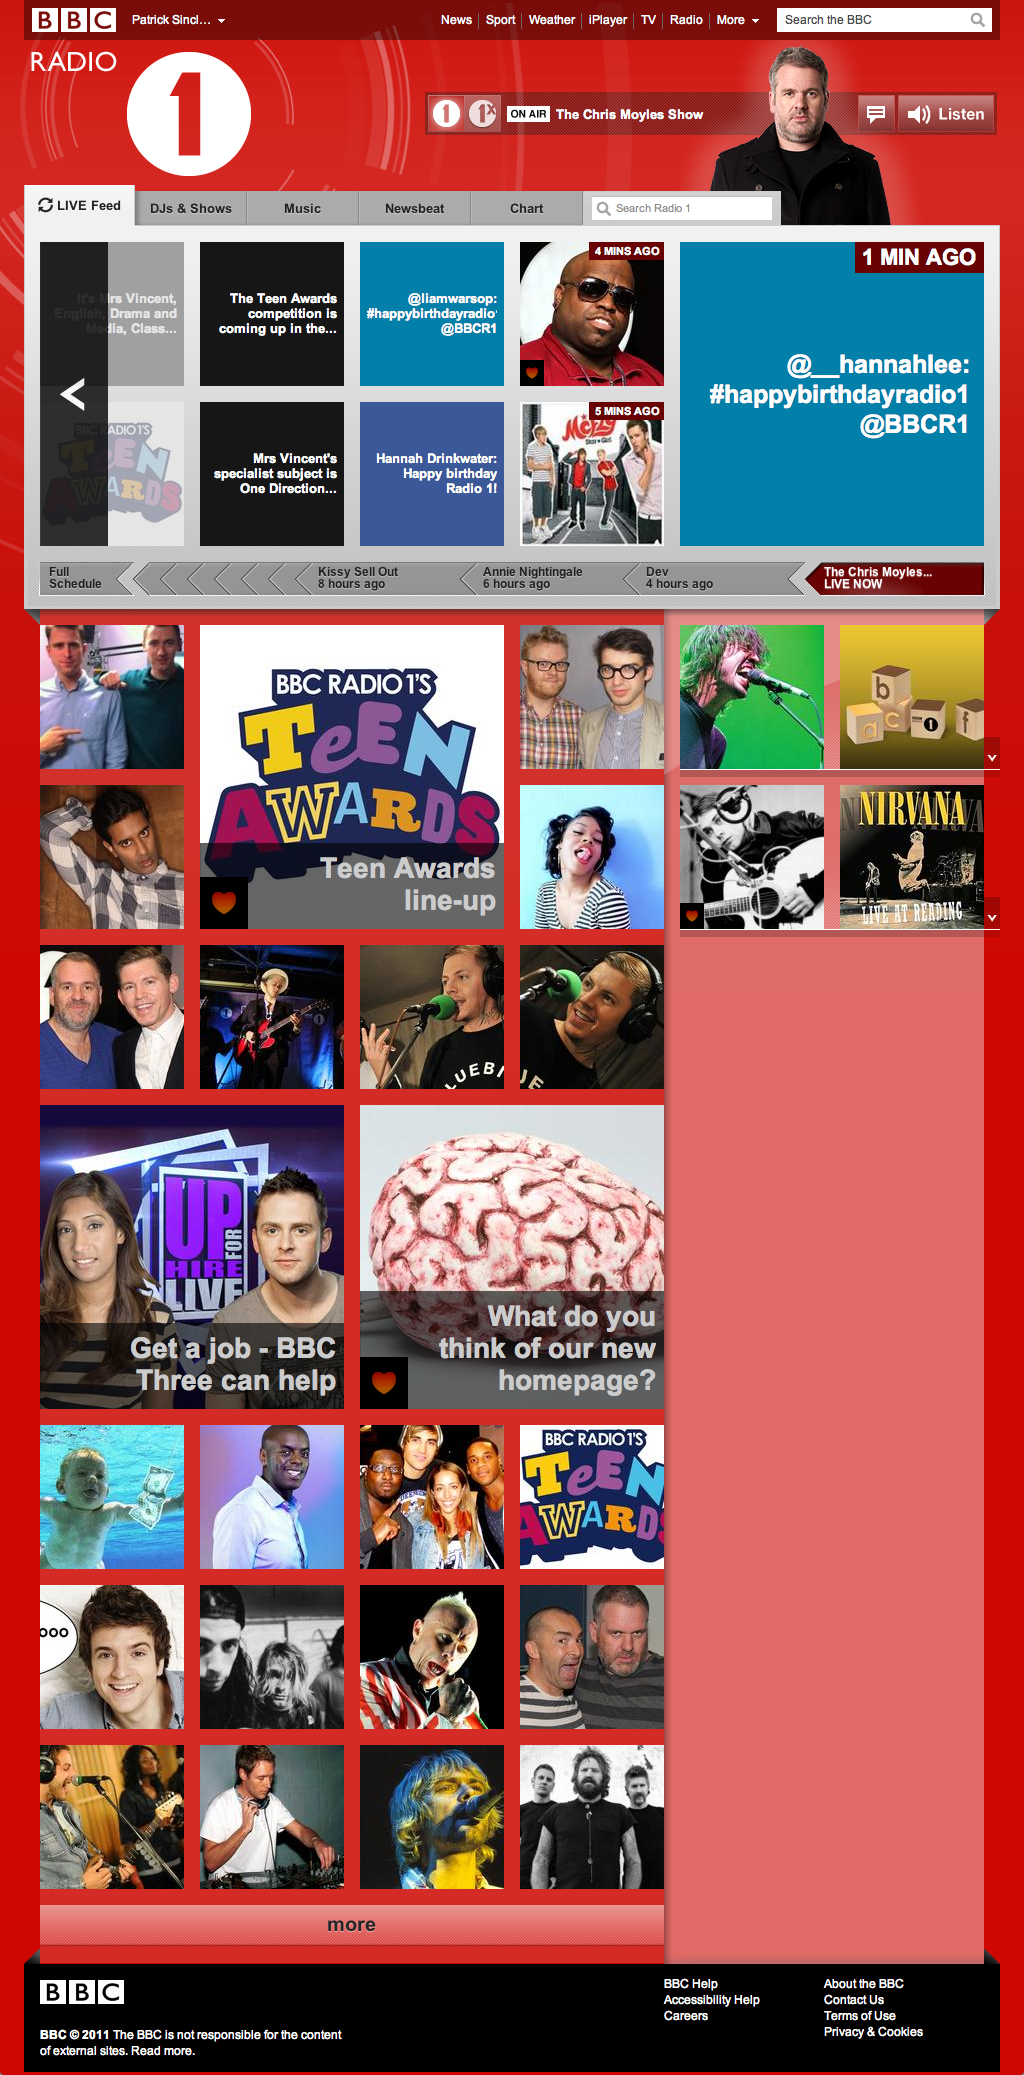 BBC
Patrick Sincl...
News
Sport
Weather
iPlayer
TV
Radio
More
Search the BBC
RADIO
1
1
1X
ON AIR
The Chris Moyles Show
Listen
LIVE Feed
DJs & Shows
Music
Newsbeat
Chart
Search Radio 1
It's Mrs Vincent,
English, Drama and
Media, Class...
The Teen Awards
competition is
coming up in the...
@liamwarsop:
#happybirthdayradio
@BBCR1
4 MINS AGO
1 MIN AGO
@__hannahlee:
#happybirthdayradio1
@BBCR1
BBC RADIO 1'S
TEEN
AWARDS
Mrs Vincent's
specialist subject is
One Direction...
Hannah Drinkwater:
Happy birthday
Radio 1!
5 MINS AGO
McFly
Full
Schedule
Kissy Sell Out
8 hours ago
Annie Nightingale
6 hours ago
Dev
4 hours ago
The Chris Moyles...
LIVE NOW
BBC RADIO 1'S
TEEN
AWARDS
Teen Awards
line-up
b
a
c
1
f
NIRVANA
LIVE AT READING
UP
FOR
HIRE
LIVE
Get a job - BBC
Three can help
What do you
think of our new
homepage?
BBC RADIO 1'S
TEEN
AWARDS
ooo
more
BBC
BBC © 2011 The BBC is not responsible for the content
of external sites. Read more.
BBC Help
Accessibility Help
Careers
About the BBC
Contact Us
Terms of Use
Privacy & Cookies